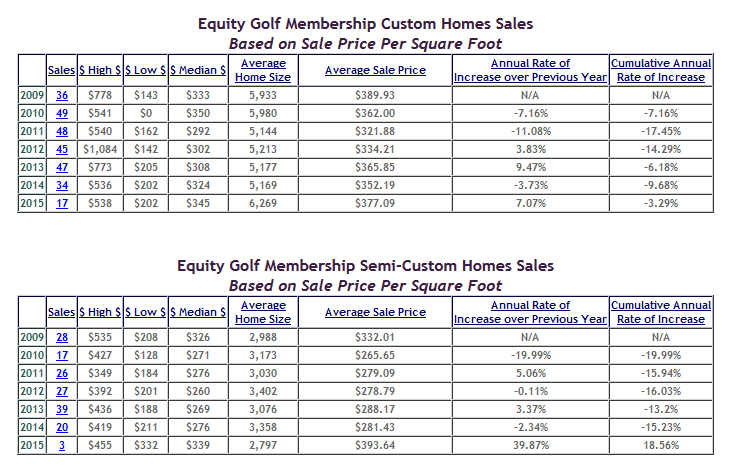 Equity Golf Membership Custom Homes Sales
Based on Sale Price Per Square Foot
Sales $ High $ $ Low $ $ Median $ Average Home Size Average Sale Price Annual Rate of Increase over Previous Year Cumulative Annual Rate of Increase
2009 36 $778 $143 $333 5,933 $389.93 N/A N/A
2010 49 $541 $0 $350 5,980 $362.00 -7.16% -7.16%
2011 48 $540 $162 $292 5,144 $321.88 -11.08% -17.45%
2012 45 $1,084 $142 $302 5,213 $334.21 3.83% -14.29%
2013 47 $773 $205 $308 5,177 $365.85 9.47% -6.18%
2014 34 $536 $202 $324 5,169 $352.19 -3.73% -9.68%
2015 17 $538 $202 $345 6,269 $377.09 7.07% -3.29%
Equity Golf Membership Semi-Custom Homes Sales
Based on Sale Price Per Square Foot
Sales $ High $ $ Low $ $ Median $ Average Home Size Average Sale Price Annual Rate of Increase over Previous Year Cumulative Annual Rate of Increase
2009 28 $535 $208 $326 2,988 $332.01 N/A N/A
2010 17 $427 $128 $271 3,173 $265.65 -19.99% -19.99%
2011 26 $349 $184 $276 3,030 $279.09 5.06% -15.94%
2012 27 $392 $201 $260 3,402 $278.79 -0.11% -16.03%
2013 39 $436 $188 $269 3,076 $288.17 3.37% -13.2%
2014 20 $419 $211 $276 3,358 $281.43 -2.34% -15.23%
2015 3 $455 $332 $339 2,797 $393.64 39.87% 18.56%